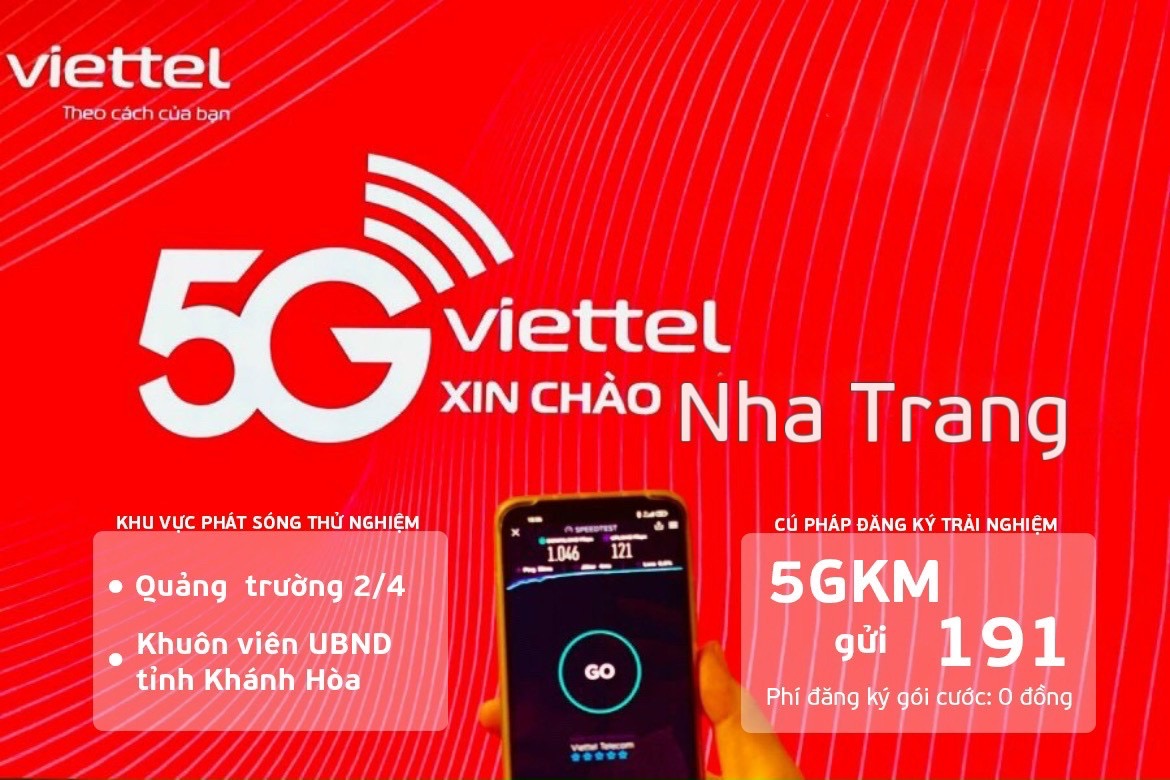 viettel
Theo cách của bạn
5G viettel
XIN CHÀO Nha Trang
KHU VỰC PHÁT SÓNG THỬ NGHIỆM
• Quảng trường 2/4
• Khuôn viên UBND
tỉnh Khánh Hòa
SPEEDTEST
1.046 121
GO
Viettel Telecom
CÚ PHÁP ĐĂNG KÝ TRẢI NGHIỆM
5GKM
gửi 191
Phí đăng ký gói cước: 0 đồng